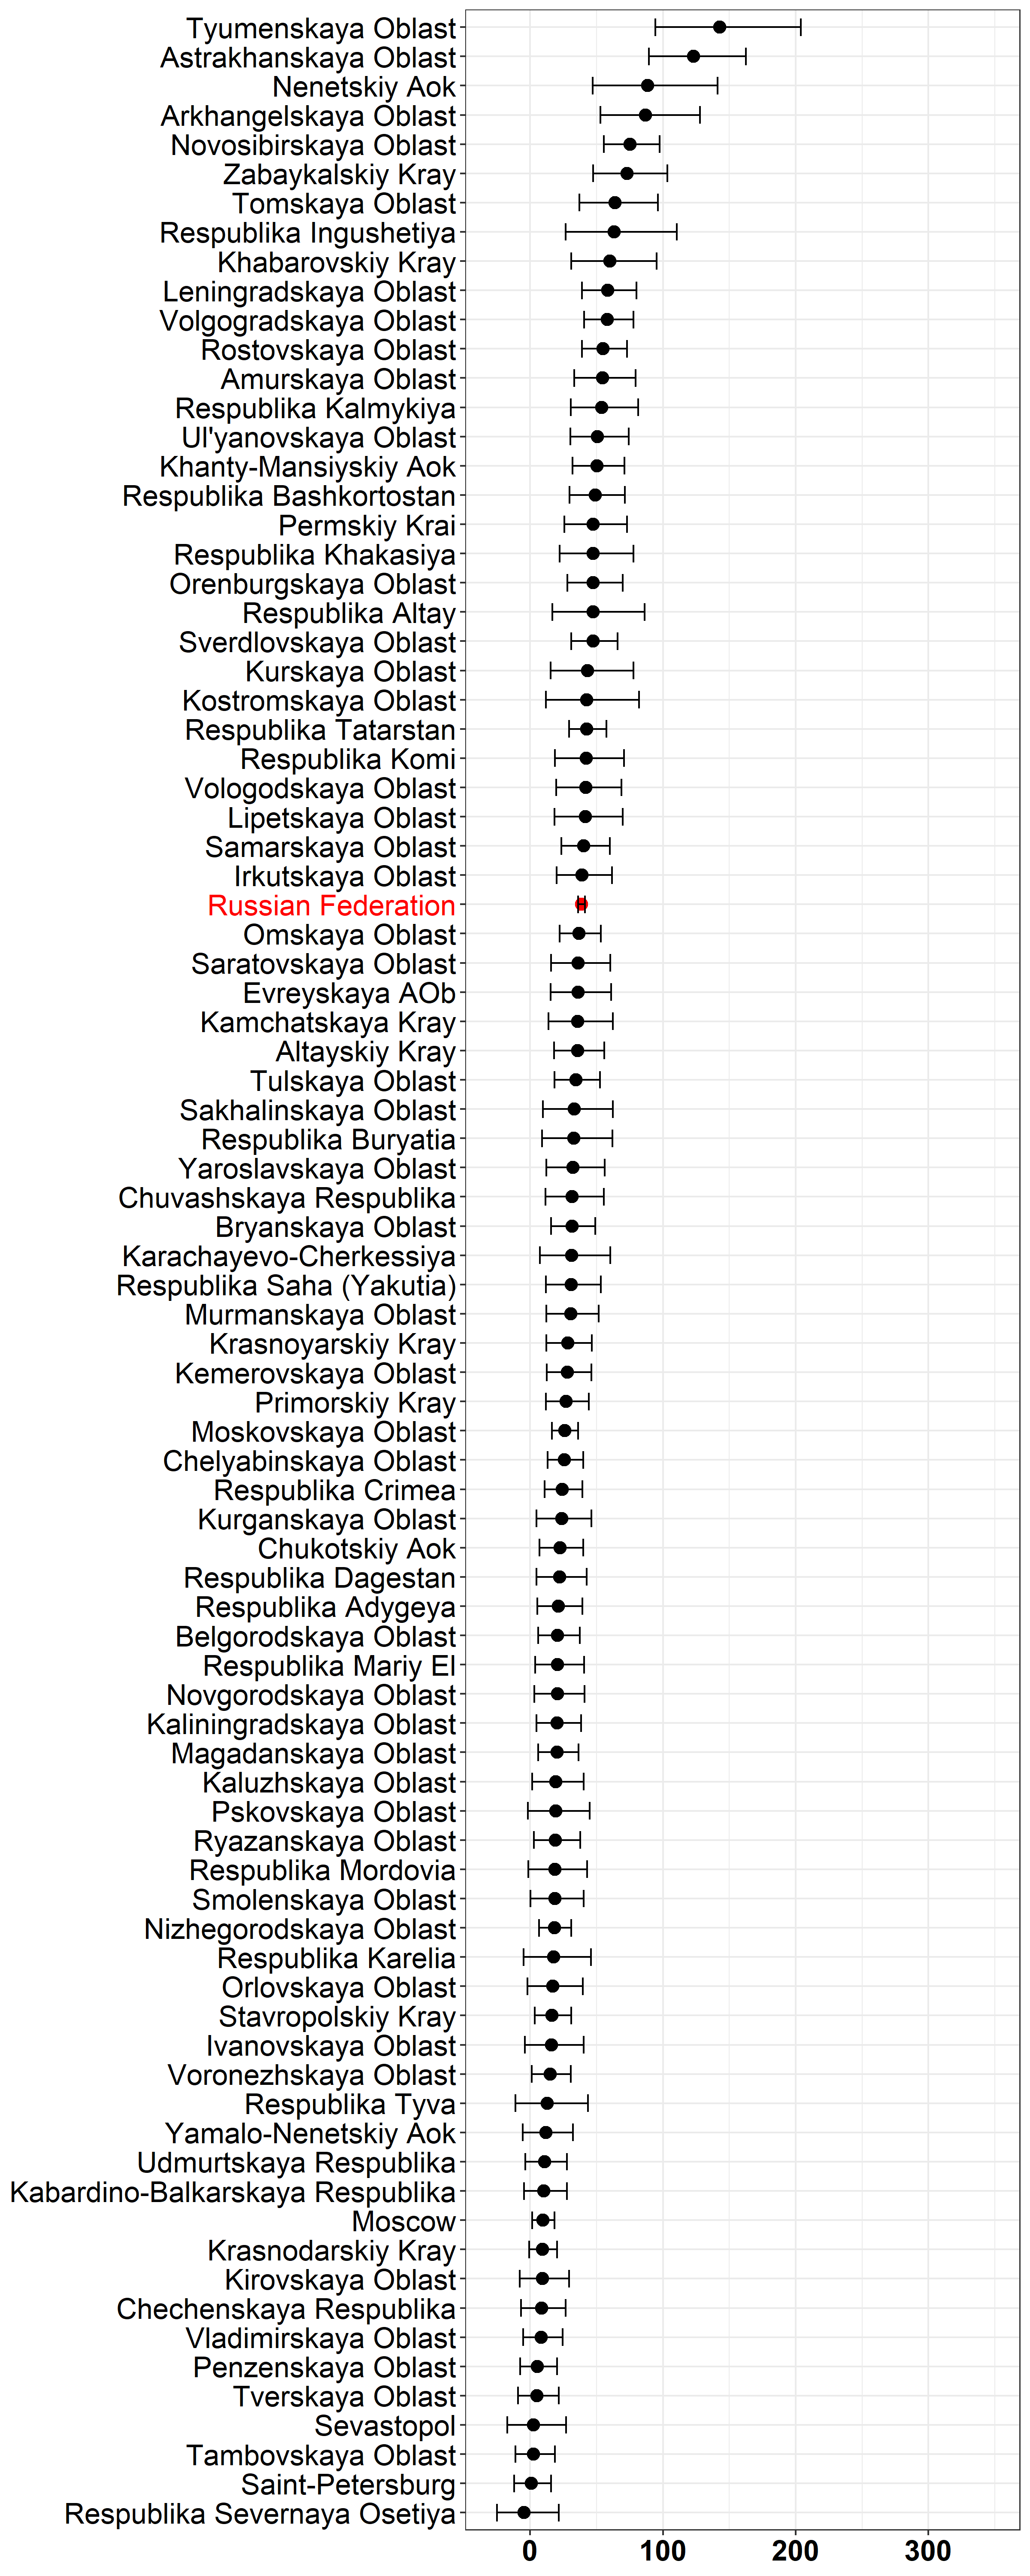 Tyumenskaya Oblast
Astrakhanskaya Oblast
Nenetskiy Aok
Arkhangelskaya Oblast
Novosibirskaya Oblast
Zabaykalskiy Kray
Tomskaya Oblast
Respublika Ingushetiya
Khabarovskiy Kray
Leningradskaya Oblast
Volgogradskaya Oblast
Rostovskaya Oblast
Amurskaya Oblast
Respublika Kalmykiya
Ul'yanovskaya Oblast
Khanty-Mansiyskiy Aok
Respublika Bashkortostan
Permskiy Krai
Respublika Khakasiya
Orenburgskaya Oblast
Respublika Altay
Sverdlovskaya Oblast
Kurskaya Oblast
Kostromskaya Oblast
Respublika Tatarstan
Respublika Komi
Vologodskaya Oblast
Lipetskaya Oblast
Samarskaya Oblast
Irkutskaya Oblast
Russian Federation
Omskaya Oblast
Saratovskaya Oblast
Evreyskaya AOb
Kamchatskaya Kray
Altayskiy Kray
Tulskaya Oblast
Sakhalinskaya Oblast
Respublika Buryatia
Yaroslavskaya Oblast
Chuvashskaya Respublika
Bryanskaya Oblast
Karachayevo-Cherkessiya
Respublika Saha (Yakutia)
Murmanskaya Oblast
Krasnoyarskiy Kray
Kemerovskaya Oblast
Primorskiy Kray
Moskovskaya Oblast
Chelyabinskaya Oblast
Respublika Crimea
Kurganskaya Oblast
Chukotskiy Aok
Respublika Dagestan
Respublika Adygeya
Belgorodskaya Oblast
Respublika Mariy El
Novgorodskaya Oblast
Kaliningradskaya Oblast
Magadanskaya Oblast
Kaluzhskaya Oblast
Pskovskaya Oblast
Ryazanskaya Oblast
Respublika Mordovia
Smolenskaya Oblast
Nizhegorodskaya Oblast
Respublika Karelia
Orlovskaya Oblast
Stavropolskiy Kray
Ivanovskaya Oblast
Voronezhskaya Oblast
Respublika Tyva
Yamalo-Nenetskiy Aok
Udmurtskaya Respublika
Kabardino-Balkarskaya Respublika
Moscow
Krasnodarskiy Kray
Kirovskaya Oblast
Chechenskaya Respublika
Vladimirskaya Oblast
Penzenskaya Oblast
Tverskaya Oblast
Sevastopol
Tambovskaya Oblast
Saint-Petersburg
Respublika Severnaya Osetiya
0 100 200 300